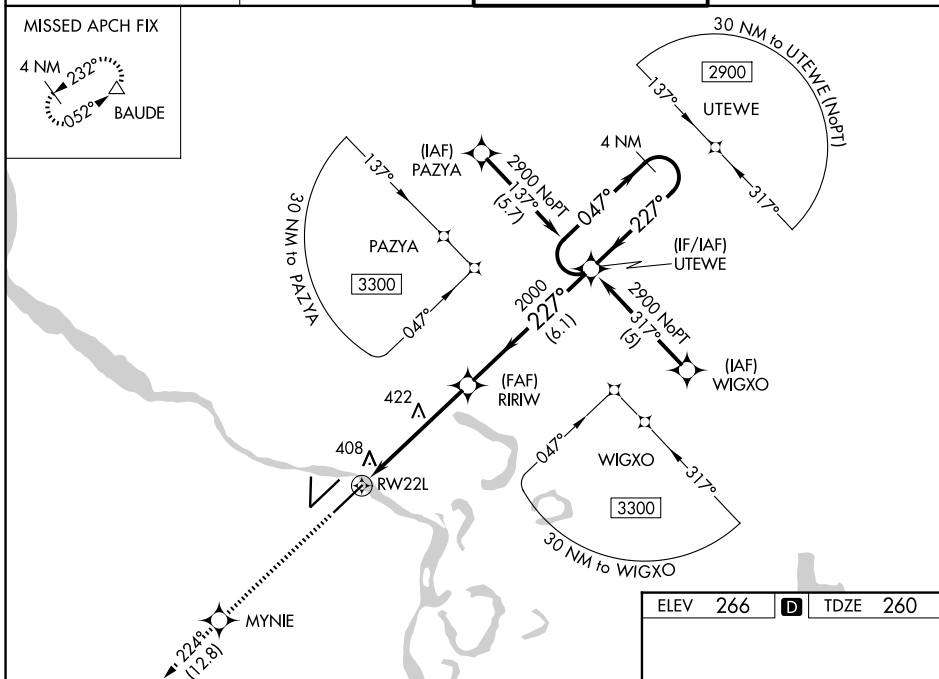 MISSED APCH FIX
4 NM
232°
052°
BAUDE
30 NM to UTEWE (NoPT)
2900
UTEWE
137°
317°
(IAF)
PAZYA
2900 NoPT
137°
(5.7)
4 NM
047°
227°
(IF/IAF)
UTEWE
30 NM to PAZYA
137°
PAZYA
3300
047°
2000
227°
(6.1)
2900 NoPT
317°
(5)
(IAF)
WIGXO
(FAF)
RIRIW
422
408
RW22L
047°
WIGXO
317°
3300
30 NM to WIGXO
MYNIE
224°
(12.8)
ELEV 266 D TDZE 260